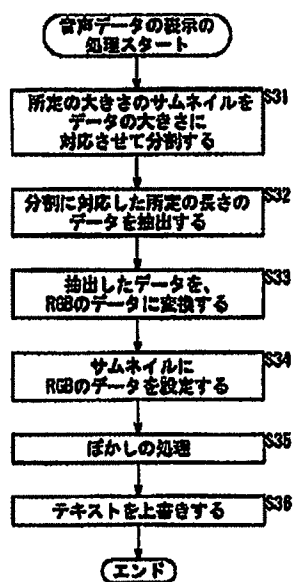 音声データの表示の
処理スタート
所定の大きさのサムネイルを
データの大きさに
対応させて分割する
S31
分割に対応した所定の長さの
データを抽出する
S32
抽出したデータを、
RGBのデータに変換する
S33
サムネイルに
RGBのデータを設定する
S34
ぼかしの処理
S35
テキストを上書きする
S36
エンド